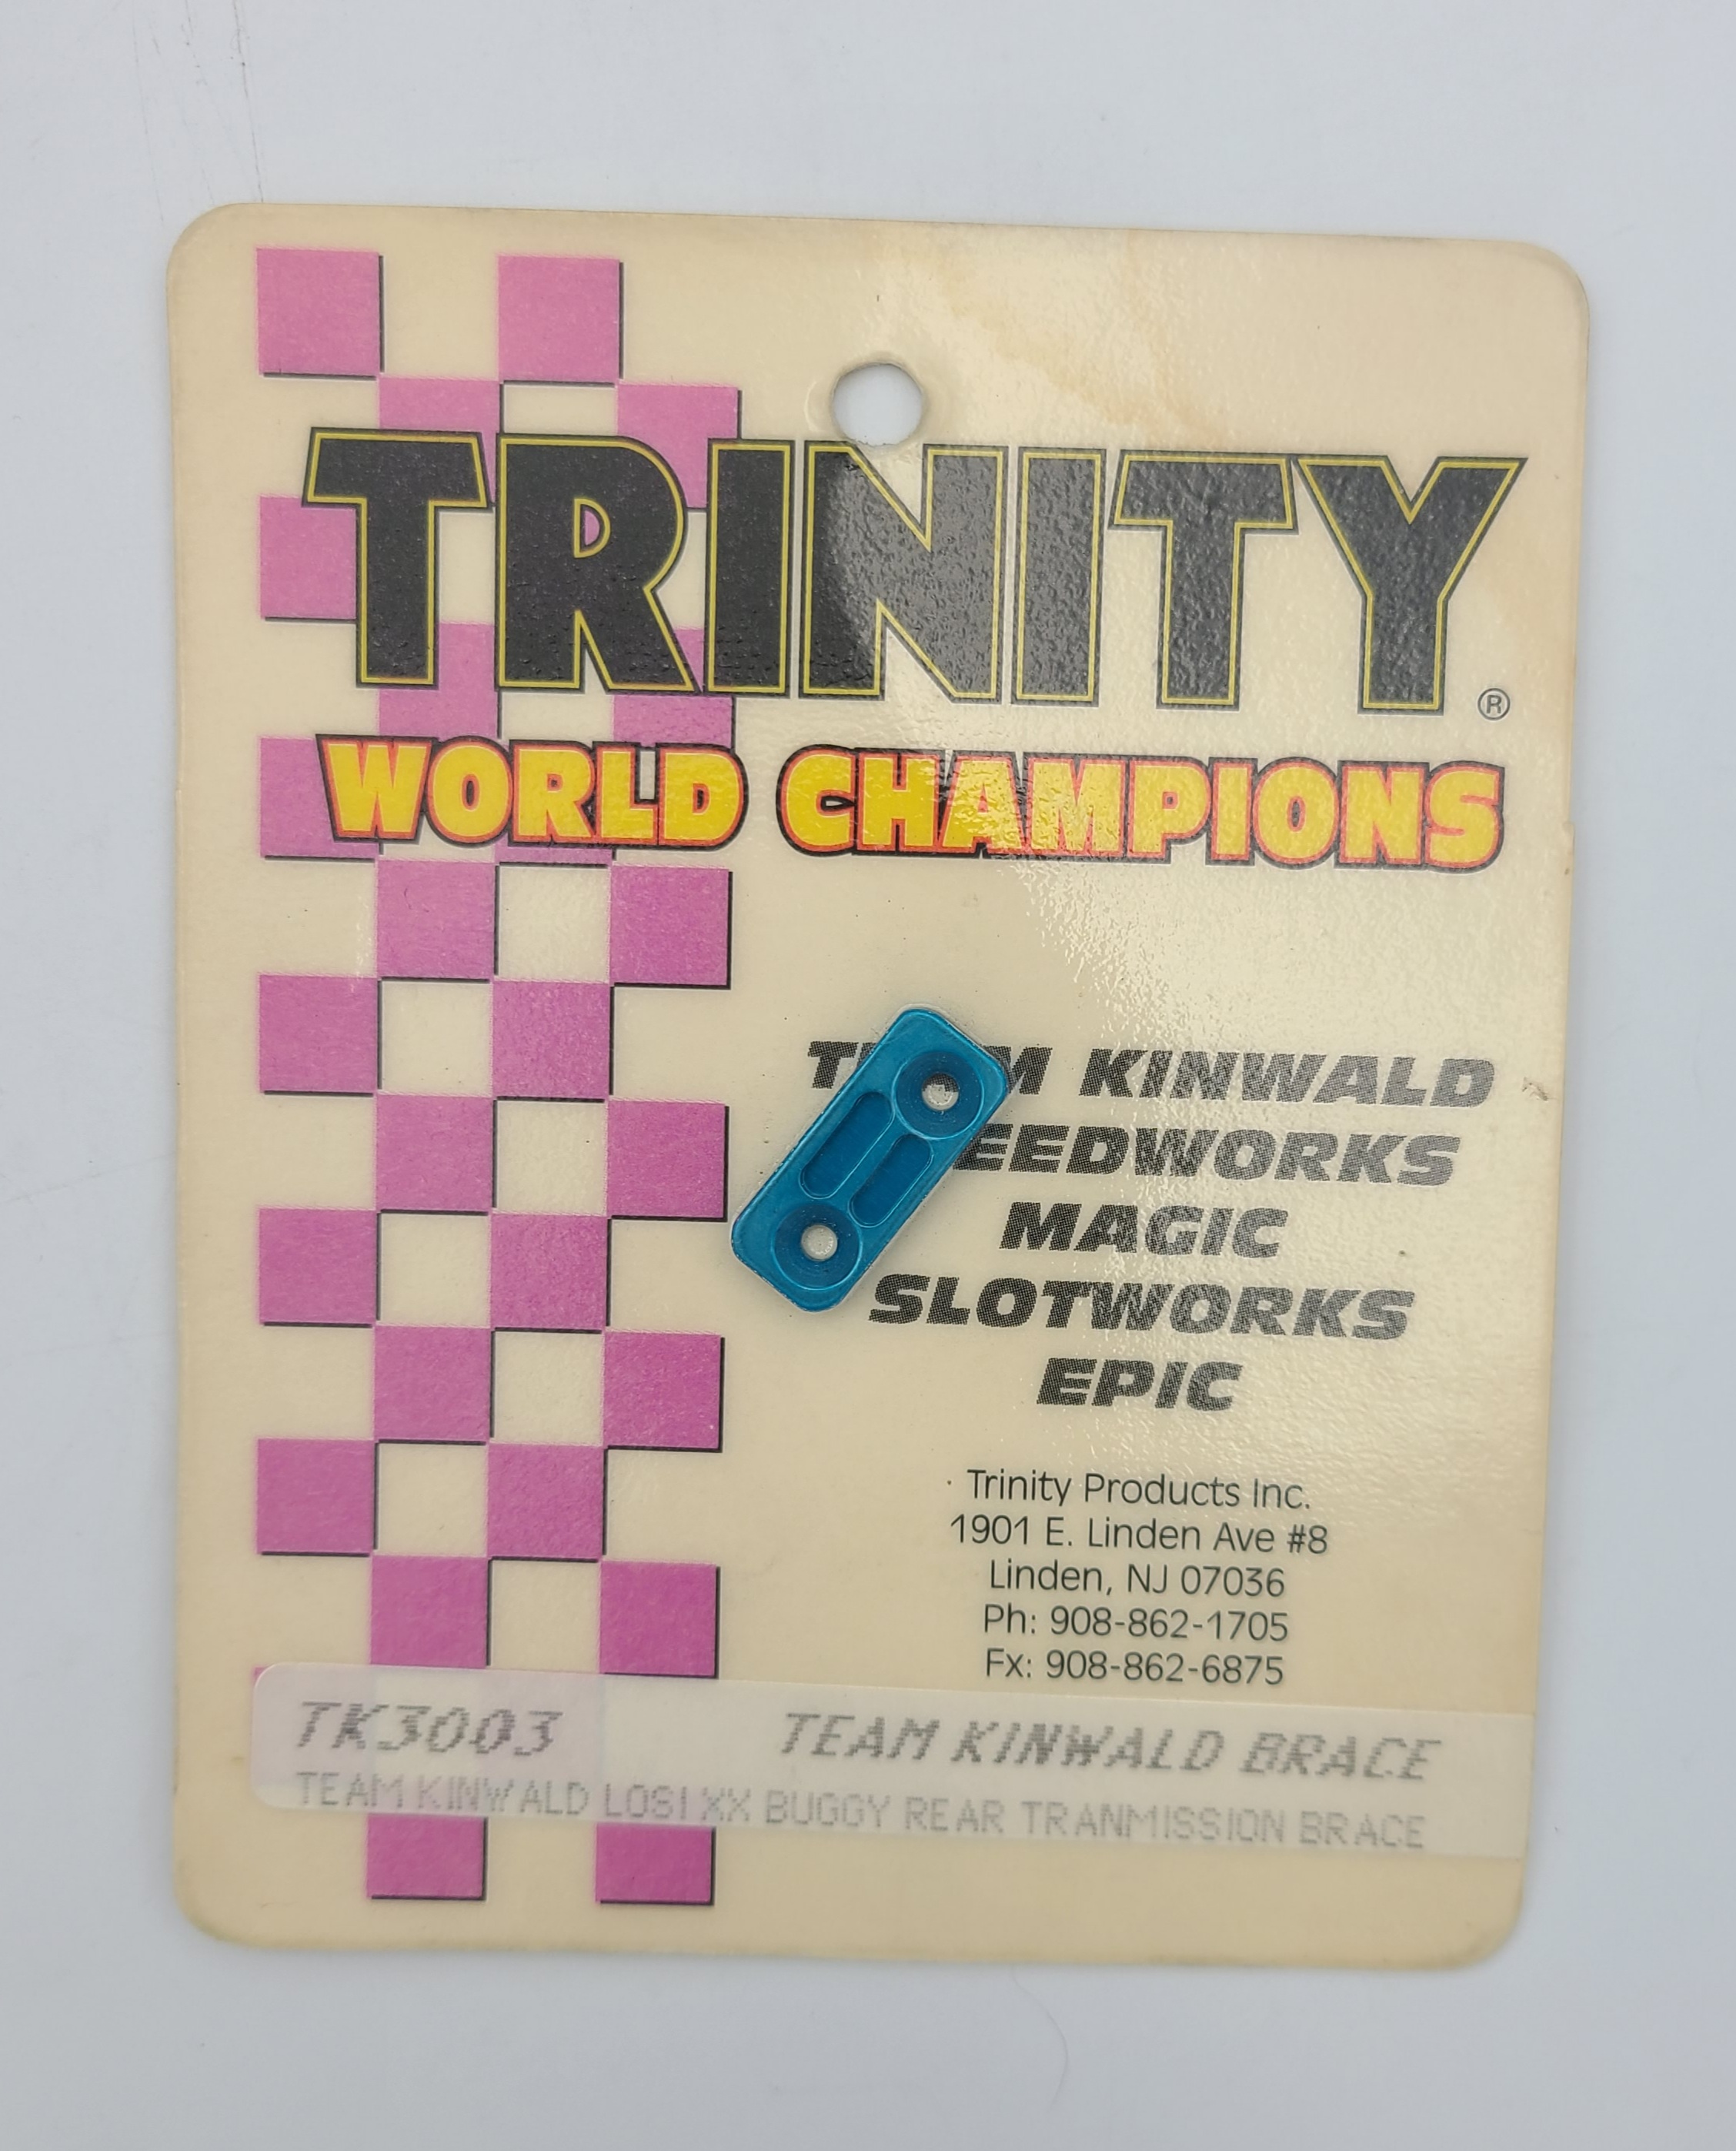 TRINITY®
WORLD CHAMPIONS
TEAM KINWALD
EEDWORKS
MAGIC
SLOTWORKS
EPIC
Trinity Products Inc.
1901 E. Linden Ave #8
Linden, NJ 07036
Ph: 908-862-1705
Fx: 908-862-6875
TK3003 TEAM KINWALD BRACE
TEAM KINWALD LOSI XX BUGGY REAR TRANMISSION BRACE